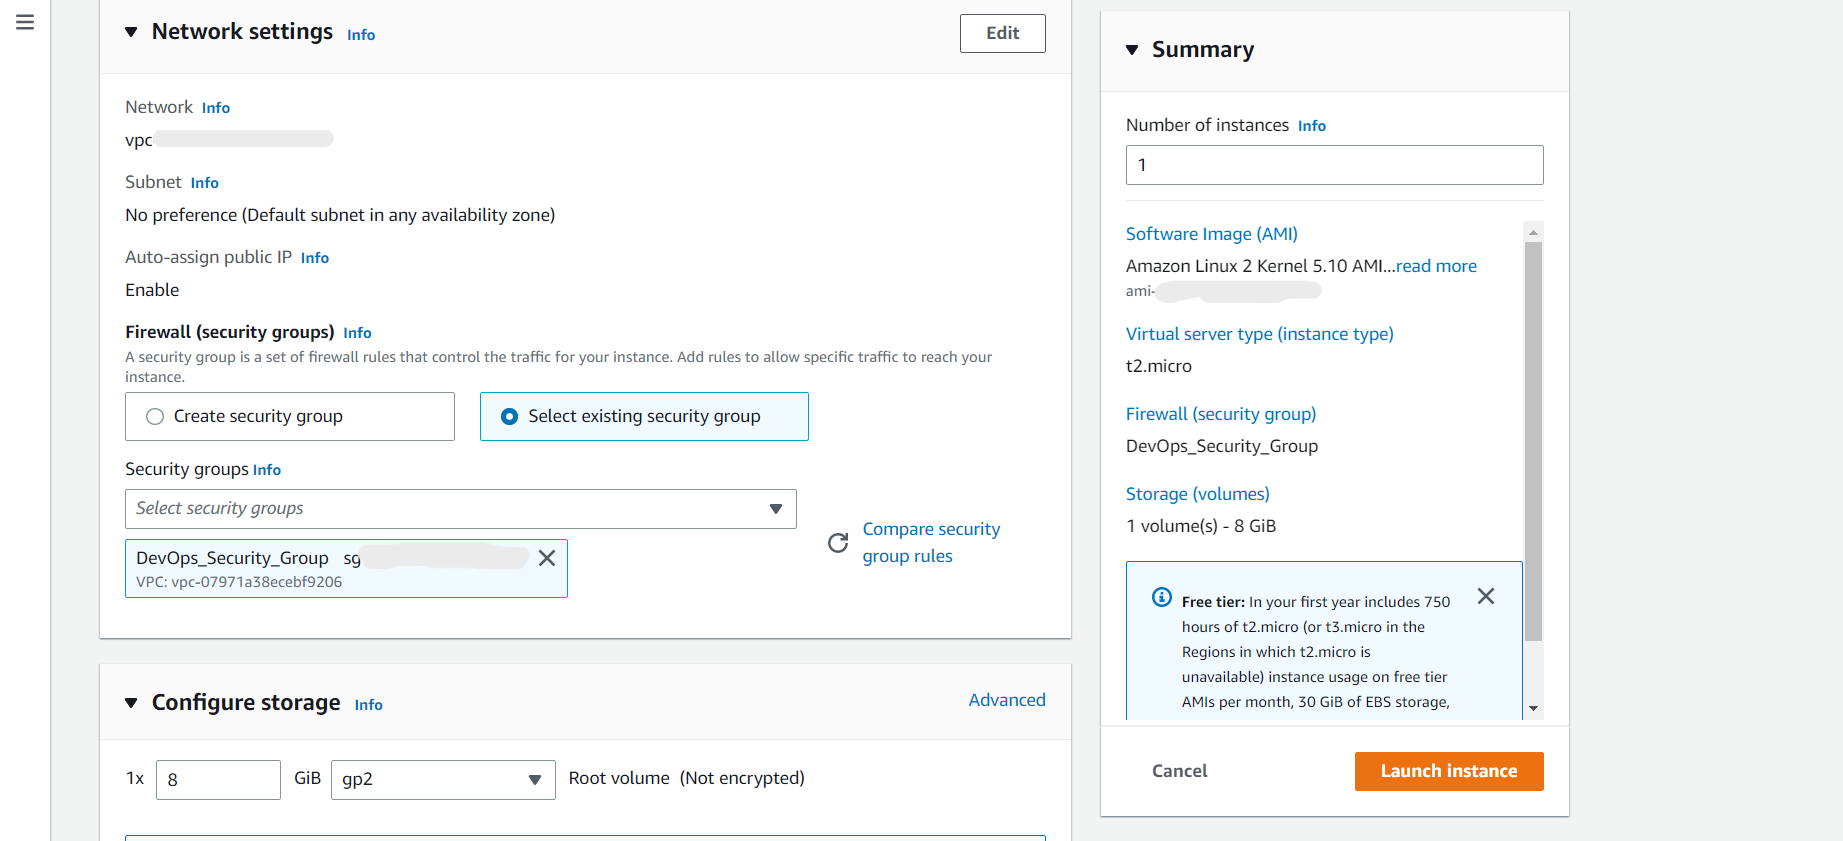 Network settings Info
Edit
Network Info
vpc
Subnet Info
No preference (Default subnet in any availability zone)
Auto-assign public IP Info
Enable
Firewall (security groups) Info
A security group is a set of firewall rules that control the traffic for your instance. Add rules to allow specific traffic to reach your
instance.
Create security group
Select existing security group
Security groups Info
Select security groups
Compare security
group rules
DevOps_Security_Group sg
VPC: vpc-07971a38ecebf9206
Configure storage Info
Advanced
1x 8 GiB gp2 Root volume (Not encrypted)
Summary
Number of instances Info
1
Software Image (AMI)
Amazon Linux 2 Kernel 5.10 AMI...read more
ami-
Virtual server type (instance type)
t2.micro
Firewall (security group)
DevOps_Security_Group
Storage (volumes)
1 volume(s) - 8 GiB
Free tier: In your first year includes 750
hours of t2.micro (or t3.micro in the
Regions in which t2.micro is
unavailable) instance usage on free tier
AMIs per month, 30 GiB of EBS storage,
Cancel
Launch instance